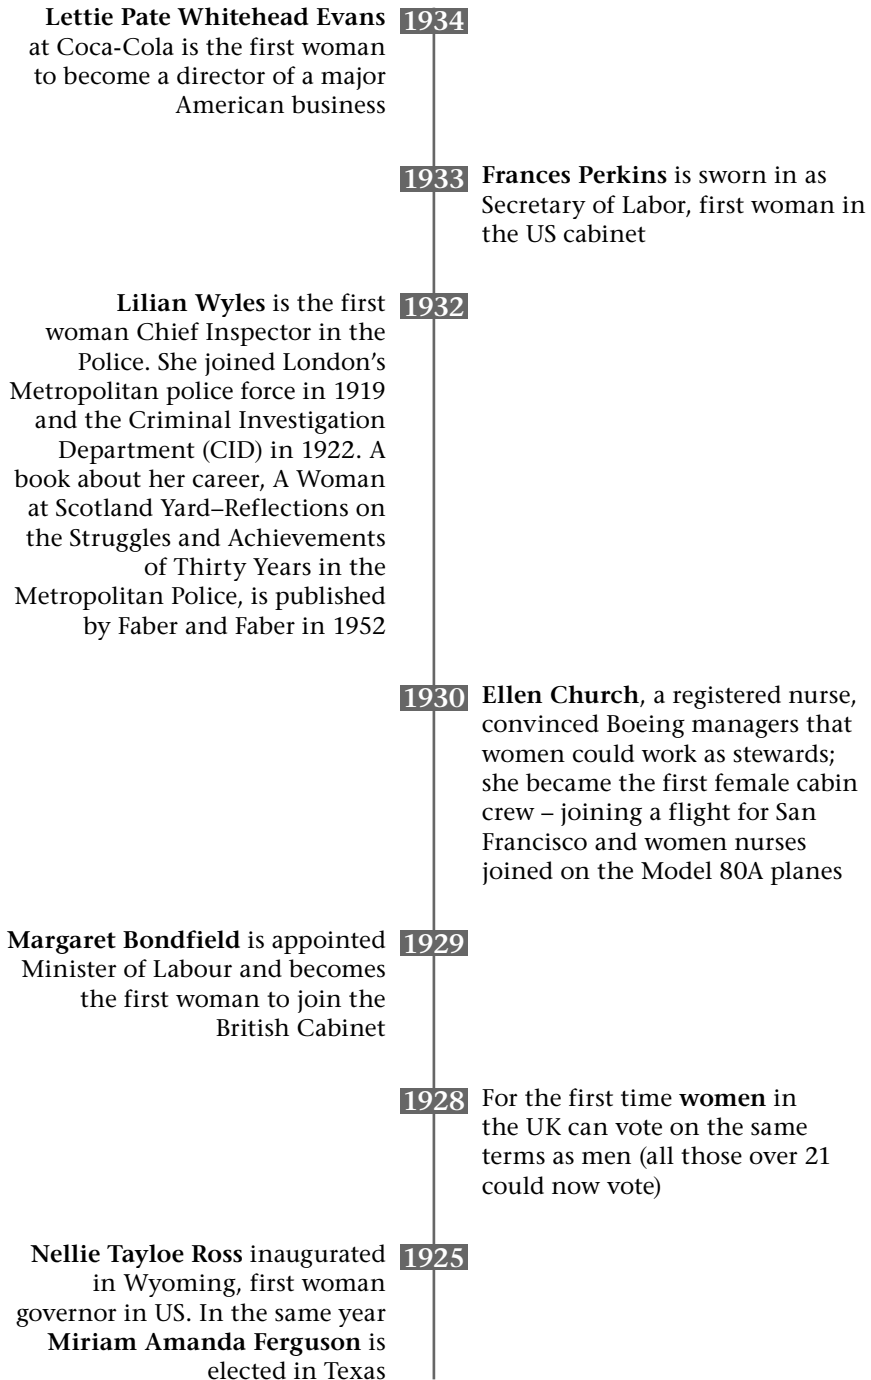 Lettie Pate Whitehead Evans
at Coca-Cola is the first woman
to become a director of a major
American business
1934
1933
Frances Perkins is sworn in as
Secretary of Labor, first woman in
the US cabinet
Lilian Wyles is the first
woman Chief Inspector in the
Police. She joined London’s
Metropolitan police force in 1919
and the Criminal Investigation
Department (CID) in 1922. A
book about her career, A Woman
at Scotland Yard–Reflections on
the Struggles and Achievements
of Thirty Years in the
Metropolitan Police, is published
by Faber and Faber in 1952
1932
1930
Ellen Church, a registered nurse,
convinced Boeing managers that
women could work as stewards;
she became the first female cabin
crew – joining a flight for San
Francisco and women nurses
joined on the Model 80A planes
Margaret Bondfield is appointed
Minister of Labour and becomes
the first woman to join the
British Cabinet
1929
1928
For the first time women in
the UK can vote on the same
terms as men (all those over 21
could now vote)
Nellie Tayloe Ross inaugurated
in Wyoming, first woman
governor in US. In the same year
Miriam Amanda Ferguson is
elected in Texas
1925